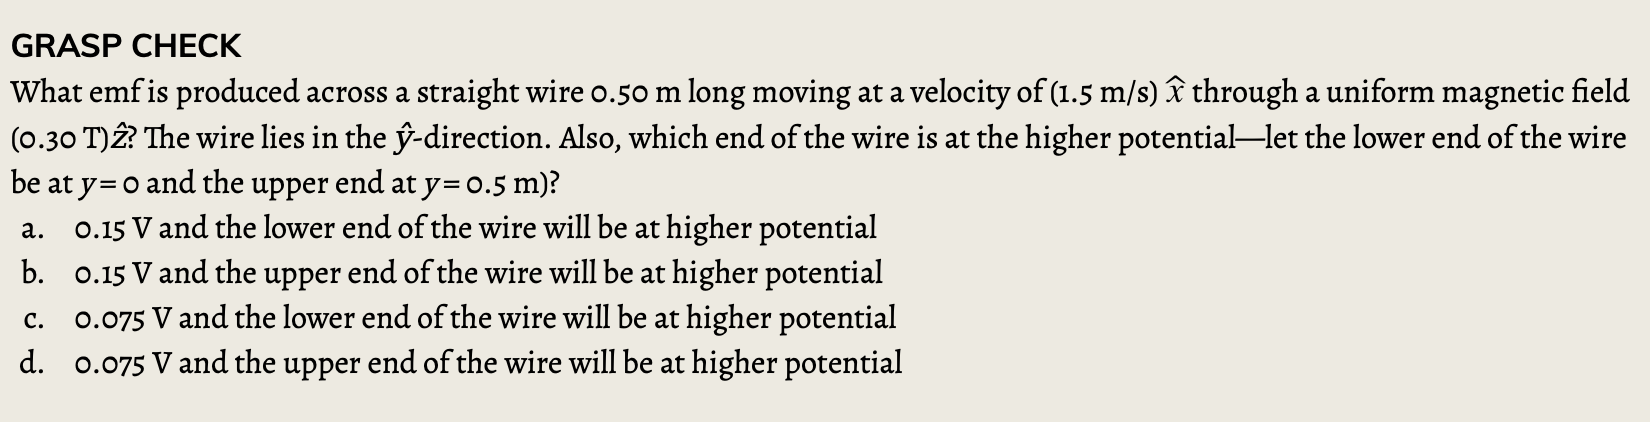 GRASP CHECK
What emf is produced across a straight wire 0.50 m long moving at a velocity of (1.5 m/s) x̂ through a uniform magnetic field
(0.30 T)ẑ? The wire lies in the ŷ-direction. Also, which end of the wire is at the higher potential—let the lower end of the wire
be at y = 0 and the upper end at y = 0.5 m)?
a. 0.15 V and the lower end of the wire will be at higher potential
b. 0.15 V and the upper end of the wire will be at higher potential
c. 0.075 V and the lower end of the wire will be at higher potential
d. 0.075 V and the upper end of the wire will be at higher potential